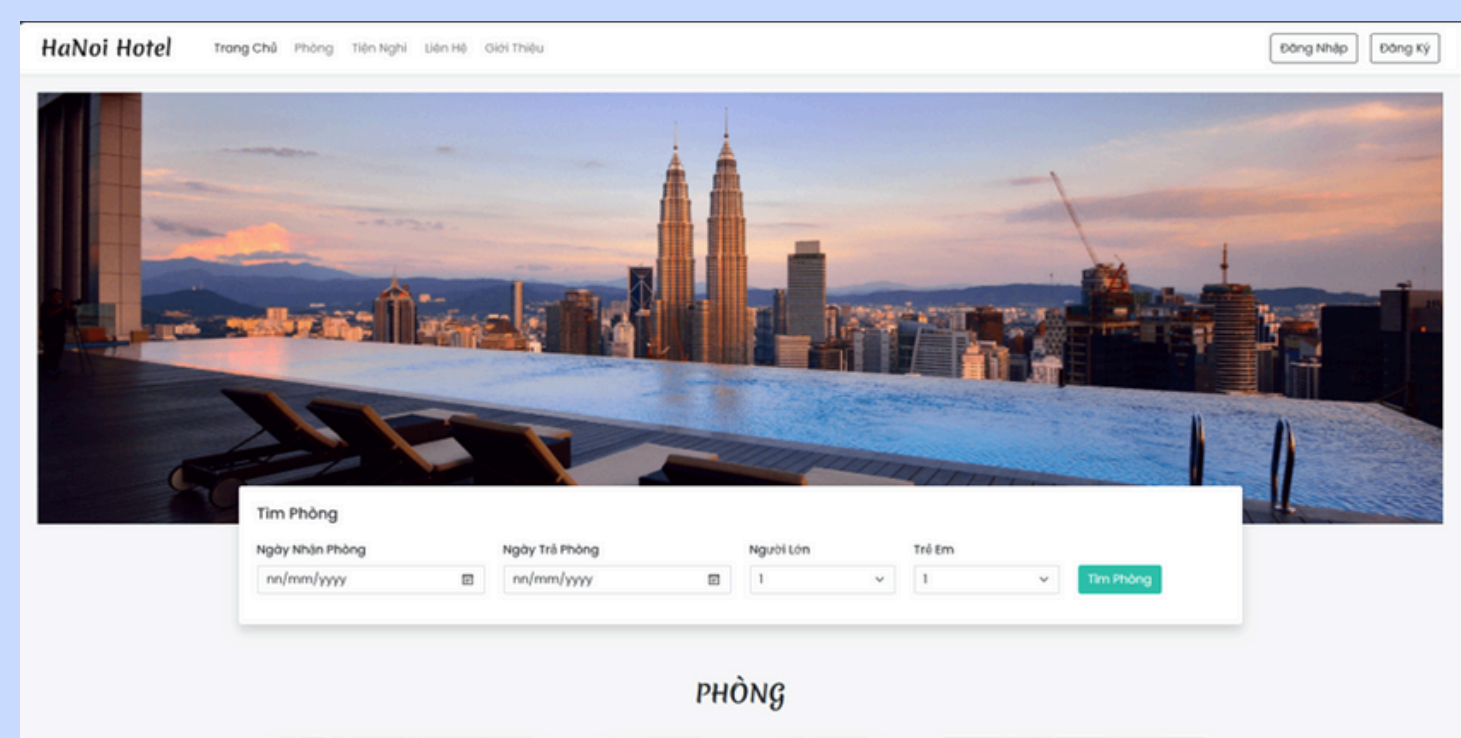 HaNoi Hotel Trang Chủ Phòng Tiện Nghi Liên Hệ Giới Thiệu Đăng Nhập Đăng Ký
Tìm Phòng
Ngày Nhận Phòng Ngày Trả Phòng Người Lớn Trẻ Em
nn/mm/yyyy nn/mm/yyyy 1 1 Tìm Phòng
PHÒNG